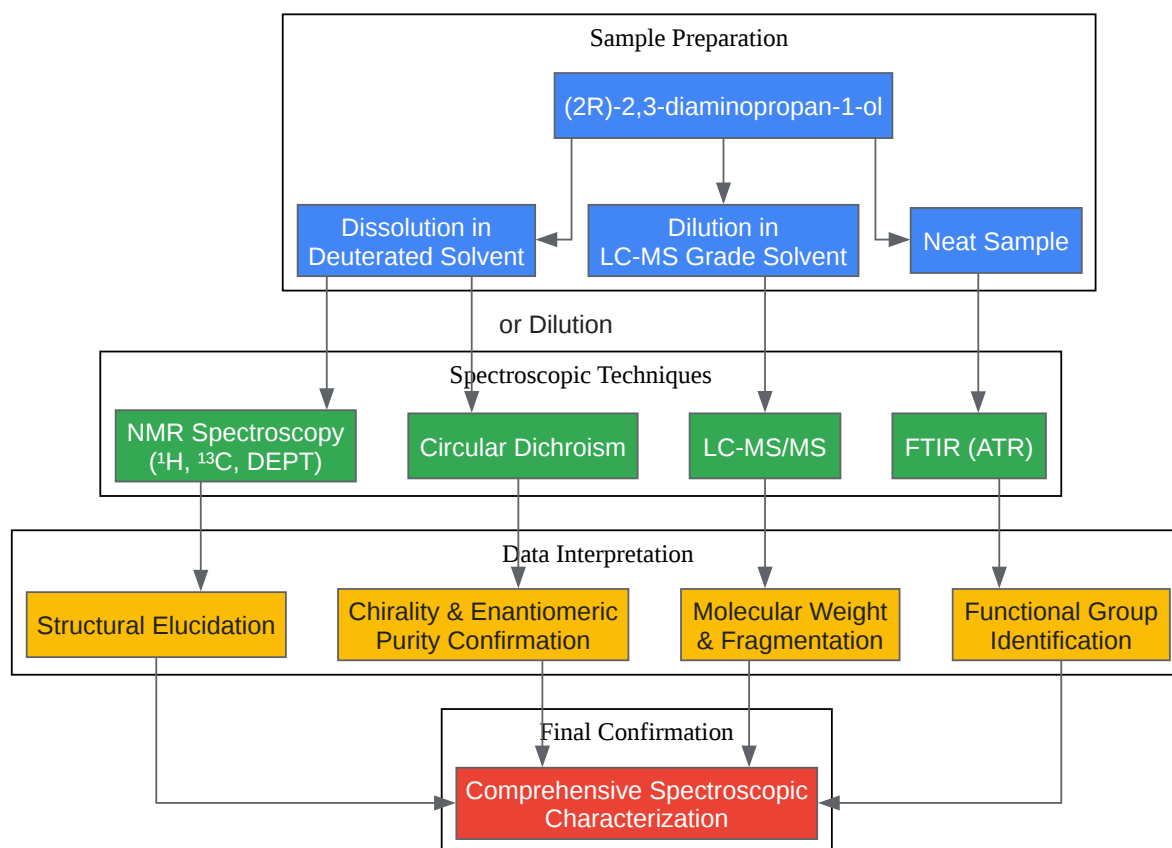 Sample Preparation
(2R)-2,3-diaminopropan-1-ol
Dissolution in
Deuterated Solvent
Dilution in
LC-MS Grade Solvent
Neat Sample
or Dilution
Spectroscopic Techniques
NMR Spectroscopy
(¹H, ¹³C, DEPT)
Circular Dichroism
LC-MS/MS
FTIR (ATR)
Data Interpretation
Structural Elucidation
Chirality & Enantiomeric
Purity Confirmation
Molecular Weight
& Fragmentation
Functional Group
Identification
Final Confirmation
Comprehensive Spectroscopic
Characterization